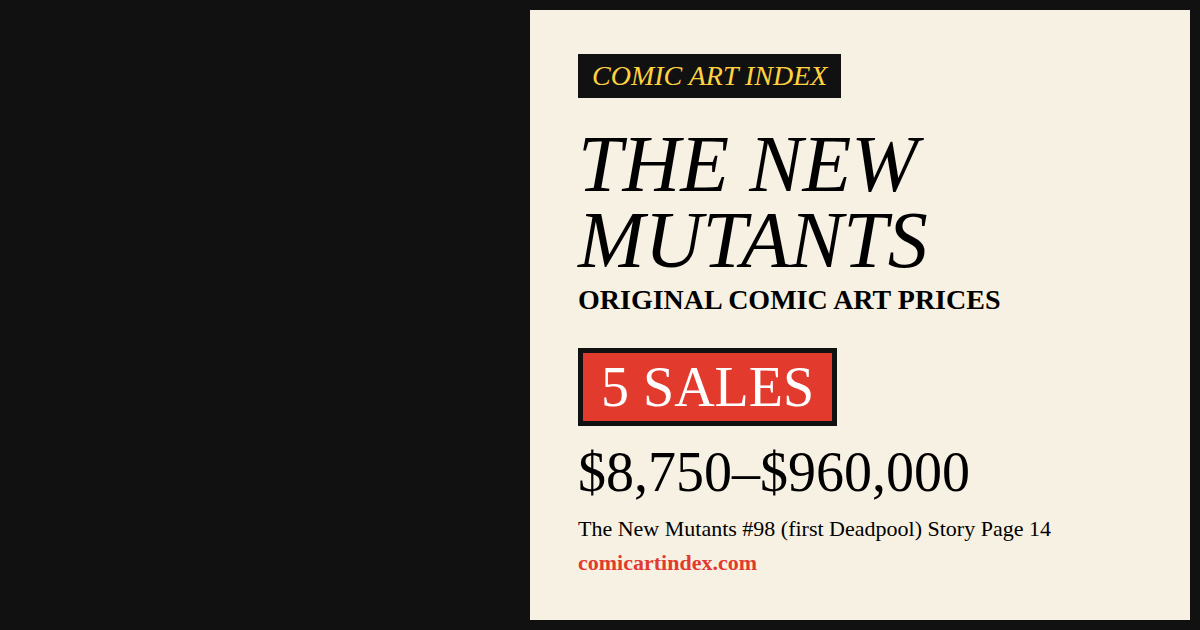 COMIC ART INDEX
THE NEW
MUTANTS
ORIGINAL COMIC ART PRICES
5 SALES
$8,750–$960,000
The New Mutants #98 (first Deadpool) Story Page 14
comicartindex.com